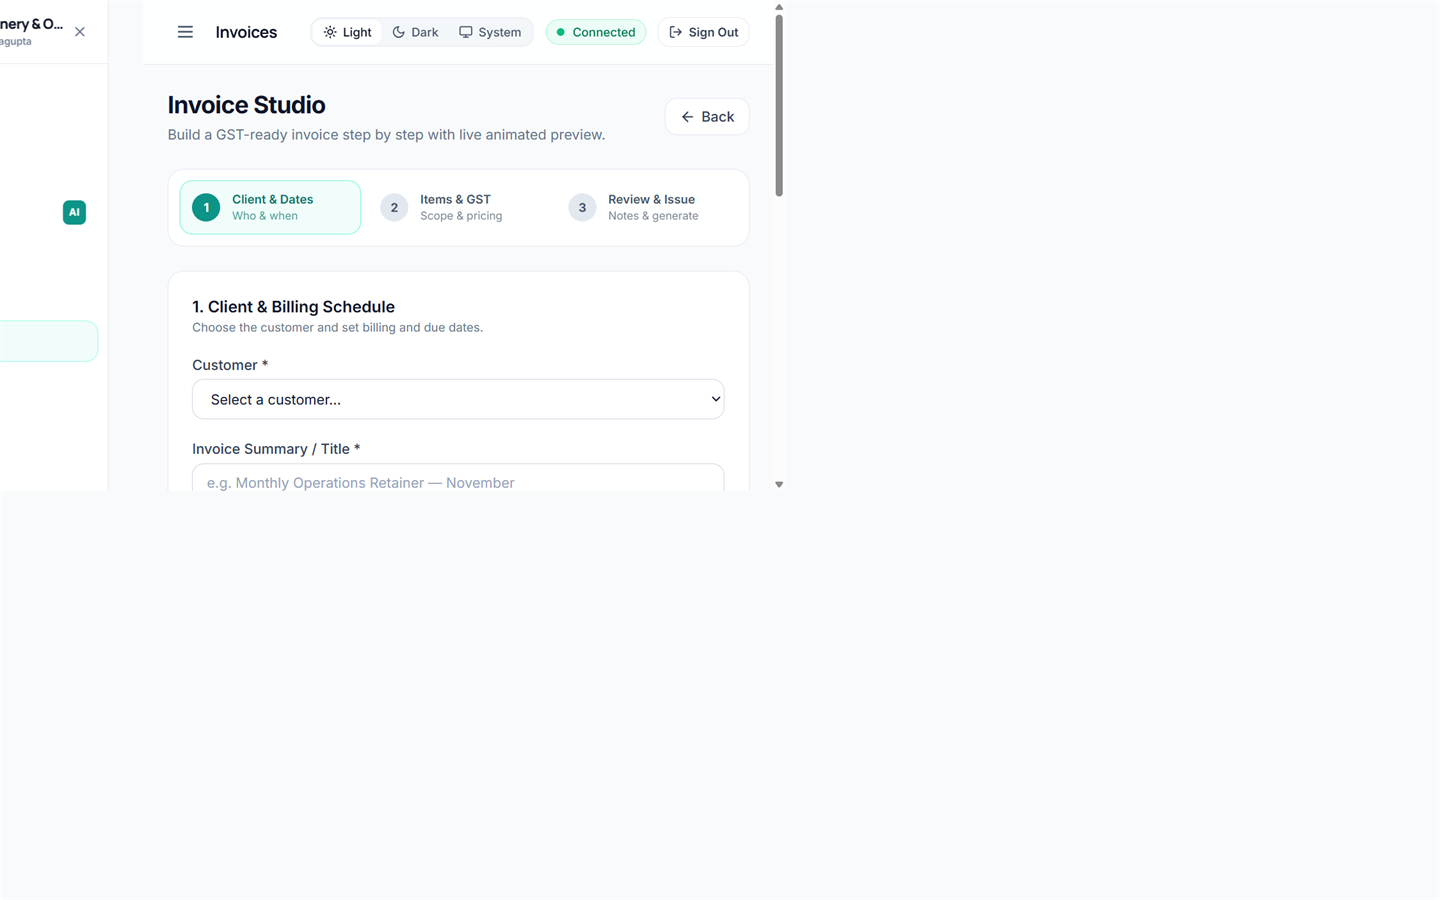 nery & O...
agupta
AI
Invoices
Light
Dark
System
Connected
Sign Out
Invoice Studio
Build a GST-ready invoice step by step with live animated preview.
Back
1
Client & Dates
Who & when
2
Items & GST
Scope & pricing
3
Review & Issue
Notes & generate
1. Client & Billing Schedule
Choose the customer and set billing and due dates.
Customer *
Select a customer...
Invoice Summary / Title *
e.g. Monthly Operations Retainer — November